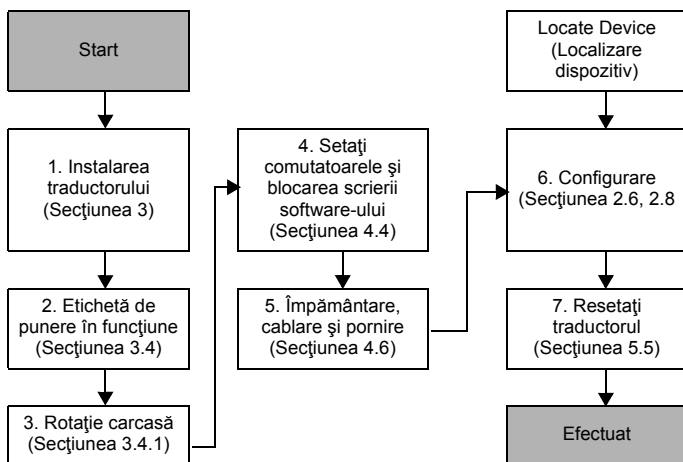 Start
1. Instalarea
traductorului
(Secţiunea 3)
2. Etichetă de
punere în funcţiune
(Secţiunea 3.4)
3. Rotaţie carcasă
(Secţiunea 3.4.1)
4. Setaţi
comutatoarele şi
blocarea scrierii
software-ului
(Secţiunea 4.4)
5. Împământare,
cablare şi pornire
(Secţiunea 4.6)
Locate Device
(Localizare
dispozitiv)
6. Configurare
(Secţiunea 2.6, 2.8
7. Resetaţi
traductorul
(Secţiunea 5.5)
Efectuat